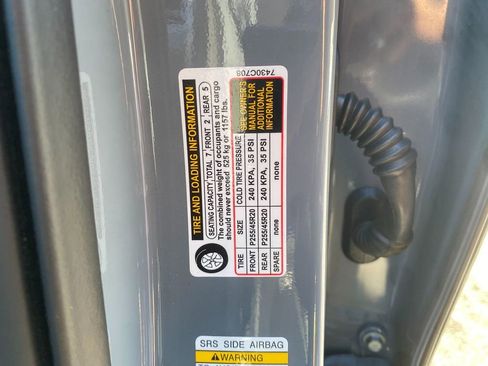 7430C708
TIRE AND LOADING INFORMATION
SEATING CAPACITY, TOTAL 7, FRONT 2, REAR 5
The combined weight of occupants and cargo
should never exceed 525 kg or 1157 lbs.
TIRE SIZE COLD TIRE PRESSURE
FRONT P255/45R20 240 KPA, 35 PSI
REAR P255/45R20 240 KPA, 35 PSI
SPARE none none
SEE OWNER'S
MANUAL FOR
ADDITIONAL
INFORMATION
SRS SIDE AIRBAG
WARNING